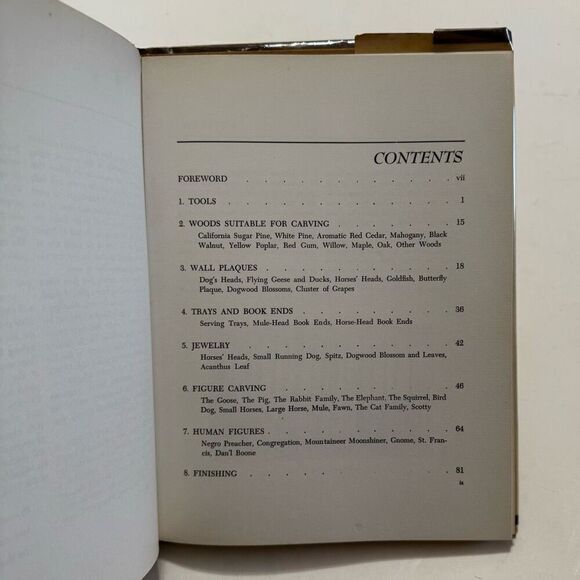 CONTENTS
FOREWORD . . . . . . . . . . . vii
1. TOOLS . . . . . . . . . . . . 1
2. WOODS SUITABLE FOR CARVING . . . . . . 15
California Sugar Pine, White Pine, Aromatic Red Cedar, Mahogany, Black
Walnut, Yellow Poplar, Red Gum, Willow, Maple, Oak, Other Woods
3. WALL PLAQUES . . . . . . . . . . 18
Dog's Heads, Flying Geese and Ducks, Horses' Heads, Goldfish, Butterfly
Plaque, Dogwood Blossoms, Cluster of Grapes
4. TRAYS AND BOOK ENDS . . . . . . . . 36
Serving Trays, Mule-Head Book Ends, Horse-Head Book Ends
5. JEWELRY . . . . . . . . . . . 42
Horses' Heads, Small Running Dog, Spitz, Dogwood Blossom and Leaves,
Acanthus Leaf
6. FIGURE CARVING . . . . . . . . . 46
The Goose, The Pig, The Rabbit Family, The Elephant, The Squirrel, Bird
Dog, Small Horses, Large Horse, Mule, Fawn, The Cat Family, Scotty
7. HUMAN FIGURES . . . . . . . . . . 64
Negro Preacher, Congregation, Mountaineer Moonshiner, Gnome, St. Fran-
cis, Dan'l Boone
8. FINISHING . . . . . . . . . . . 81
ix